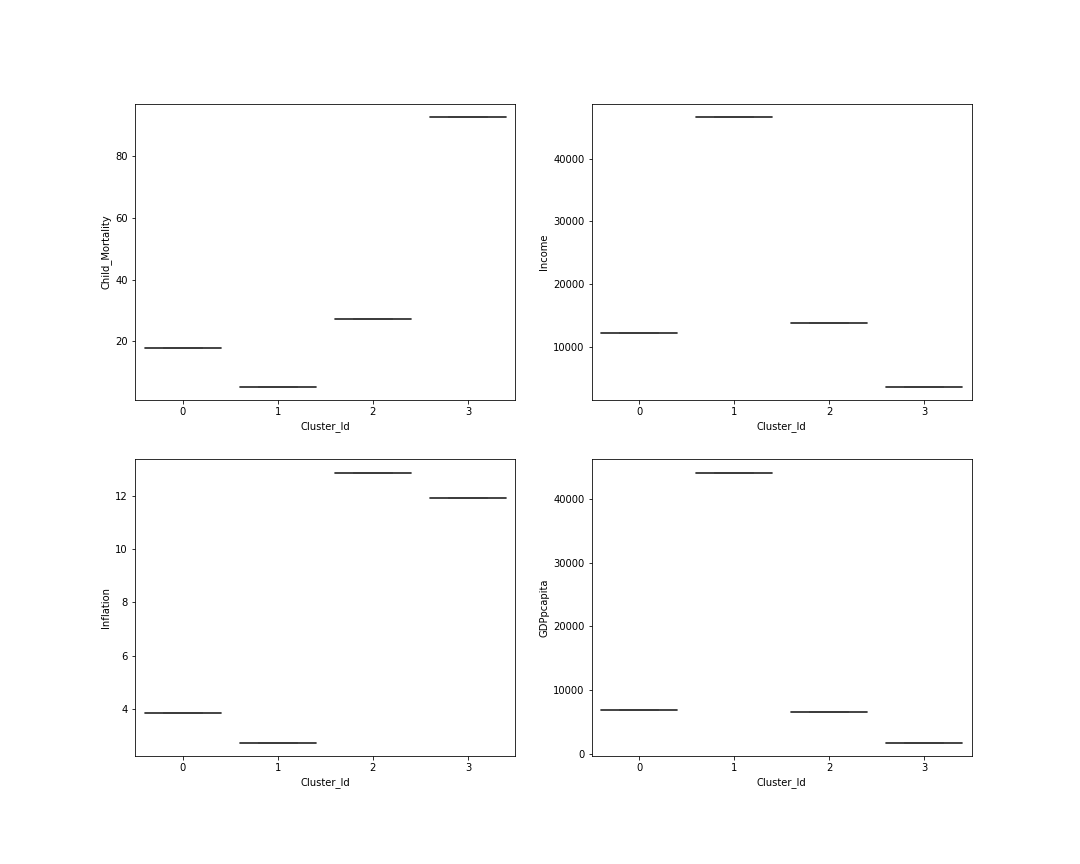 Child_Mortality
80
60
40
20
0 1 2 3
Cluster_Id
Income
40000
30000
20000
10000
0 1 2 3
Cluster_Id
Inflation
12
10
8
6
4
0 1 2 3
Cluster_Id
GDPpcapita
40000
30000
20000
10000
0
0 1 2 3
Cluster_Id